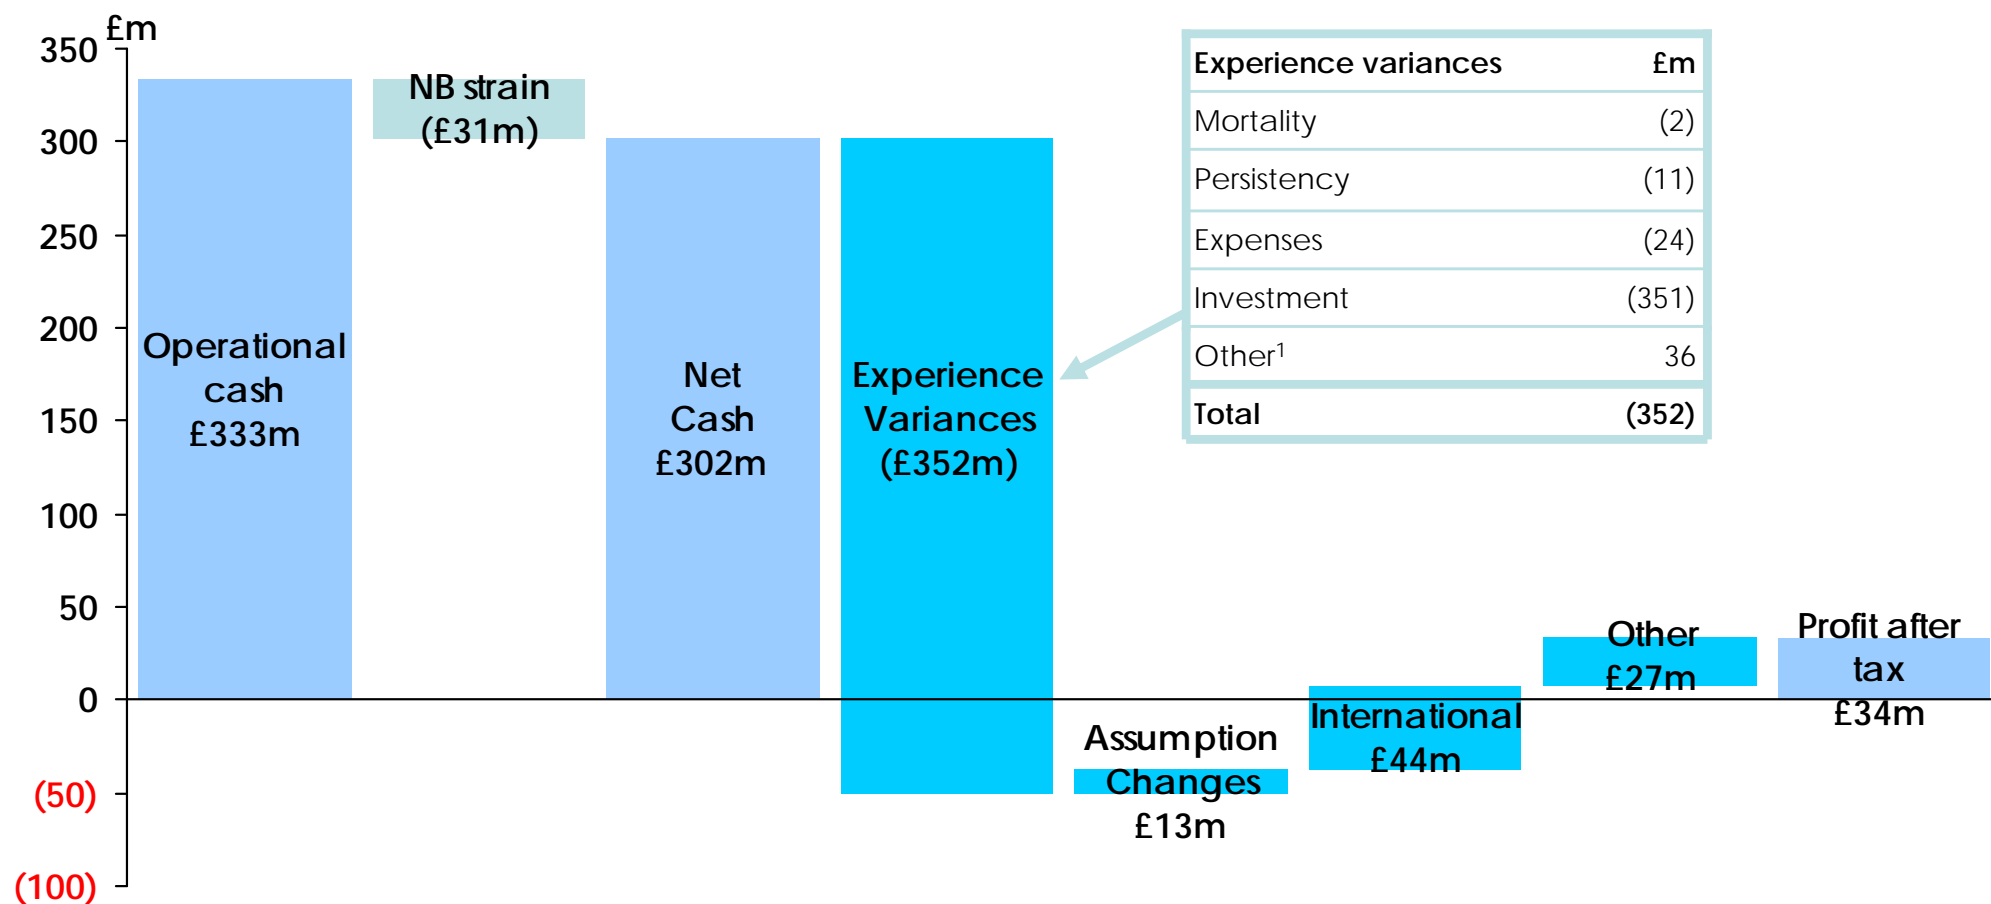 £m
350
300
250
200
150
100
50
0
(50)
(100)
Operational
cash
£333m
NB strain
(£31m)
Net
Cash
£302m
Experience
Variances
(£352m)
Assumption
Changes
£13m
International
£44m
Other
£27m
Profit after
tax
£34m
Experience variances £m
Mortality (2)
Persistency (11)
Expenses (24)
Investment (351)
Other¹ 36
Total (352)